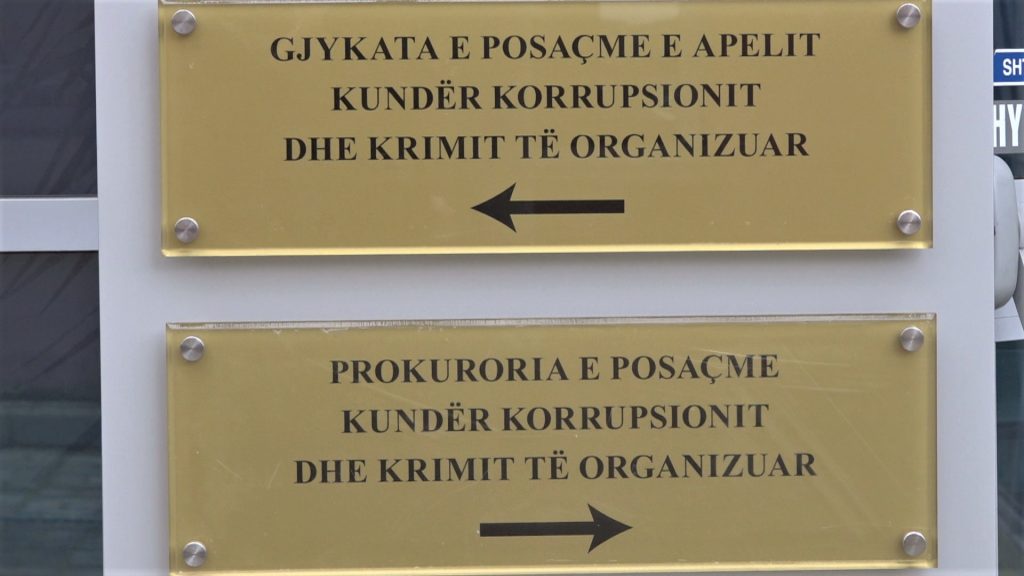 GJYKATA E POSAÇME E APELIT
KUNDËR KORRUPSIONIT
DHE KRIMIT TË ORGANIZUAR
PROKURORIA E POSAÇME
KUNDËR KORRUPSIONIT
DHE KRIMIT TË ORGANIZUAR